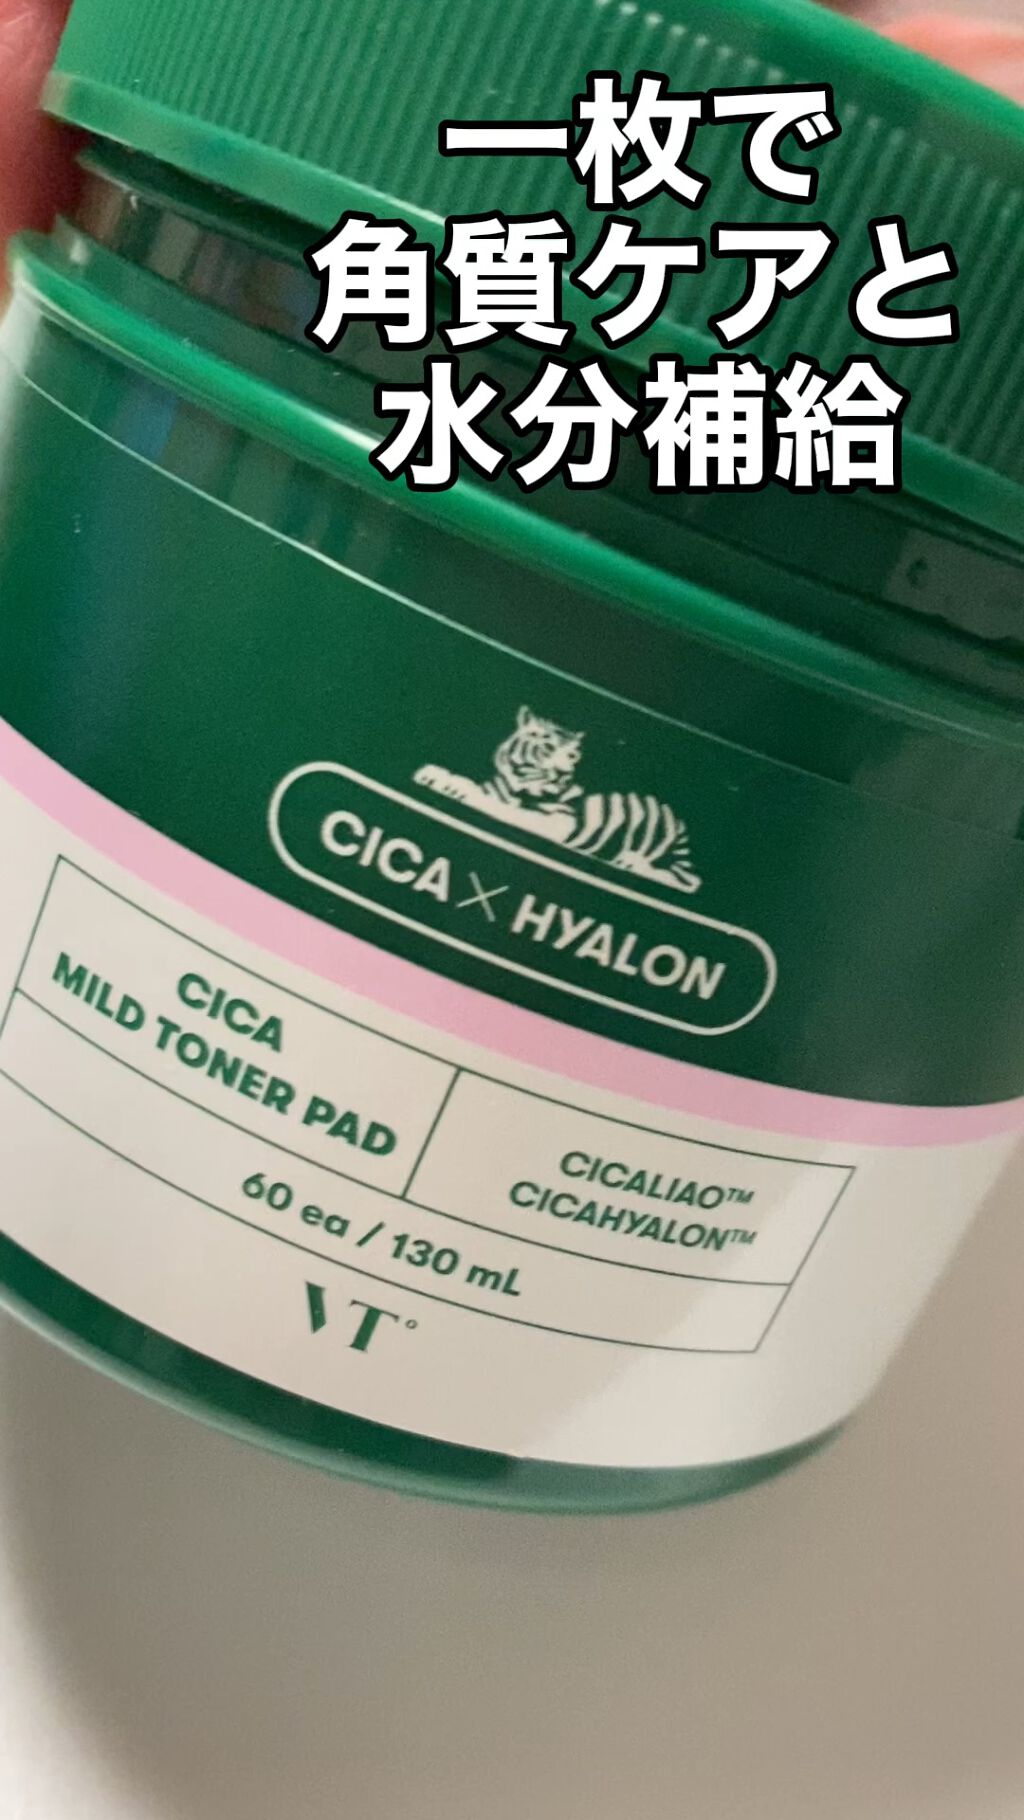 一枚で
角質ケアと
水分補給
CICA × HYALON
CICA
MILD TONER PAD
CICALIAO™
CICAHYALON™
60 ea / 130 mL
VT°